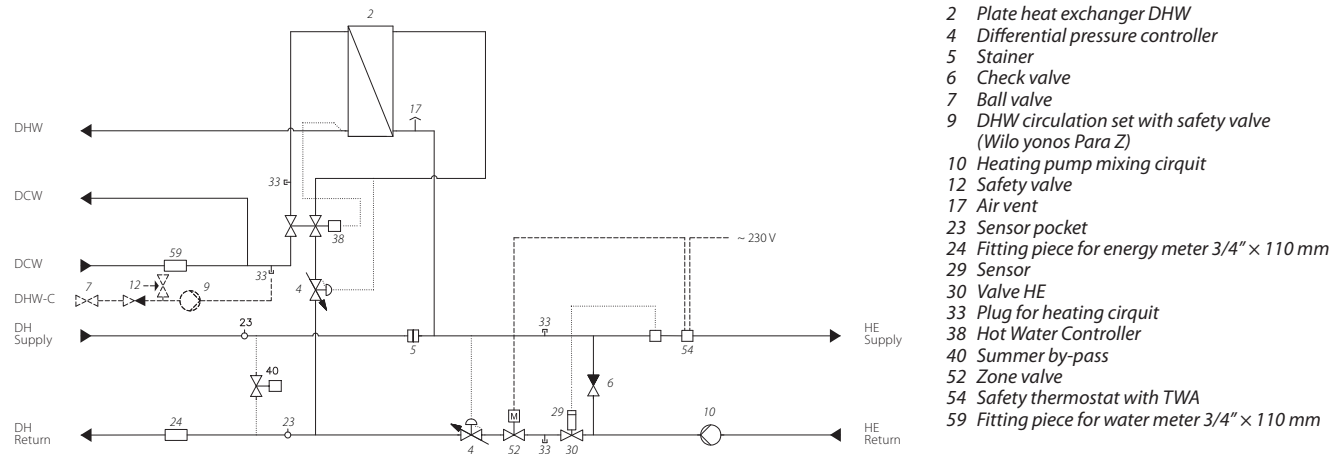 2
17
DHW
33
DCW
38
59
~ 230 V
DCW
33
12
7
9
4
DHW-C
DH
Supply
23
33
HE
Supply
5
54
40
6
29
10
24
23
DH
Return
4
52
33
30
HE
Return
2 Plate heat exchanger DHW
4 Differential pressure controller
5 Stainer
6 Check valve
7 Ball valve
9 DHW circulation set with safety valve
(Wilo yonos Para Z)
10 Heating pump mixing cirquit
12 Safety valve
17 Air vent
23 Sensor pocket
24 Fitting piece for energy meter 3/4” × 110 mm
29 Sensor
30 Valve HE
33 Plug for heating cirquit
38 Hot Water Controller
40 Summer by-pass
52 Zone valve
54 Safety thermostat with TWA
59 Fitting piece for water meter 3/4” × 110 mm
M